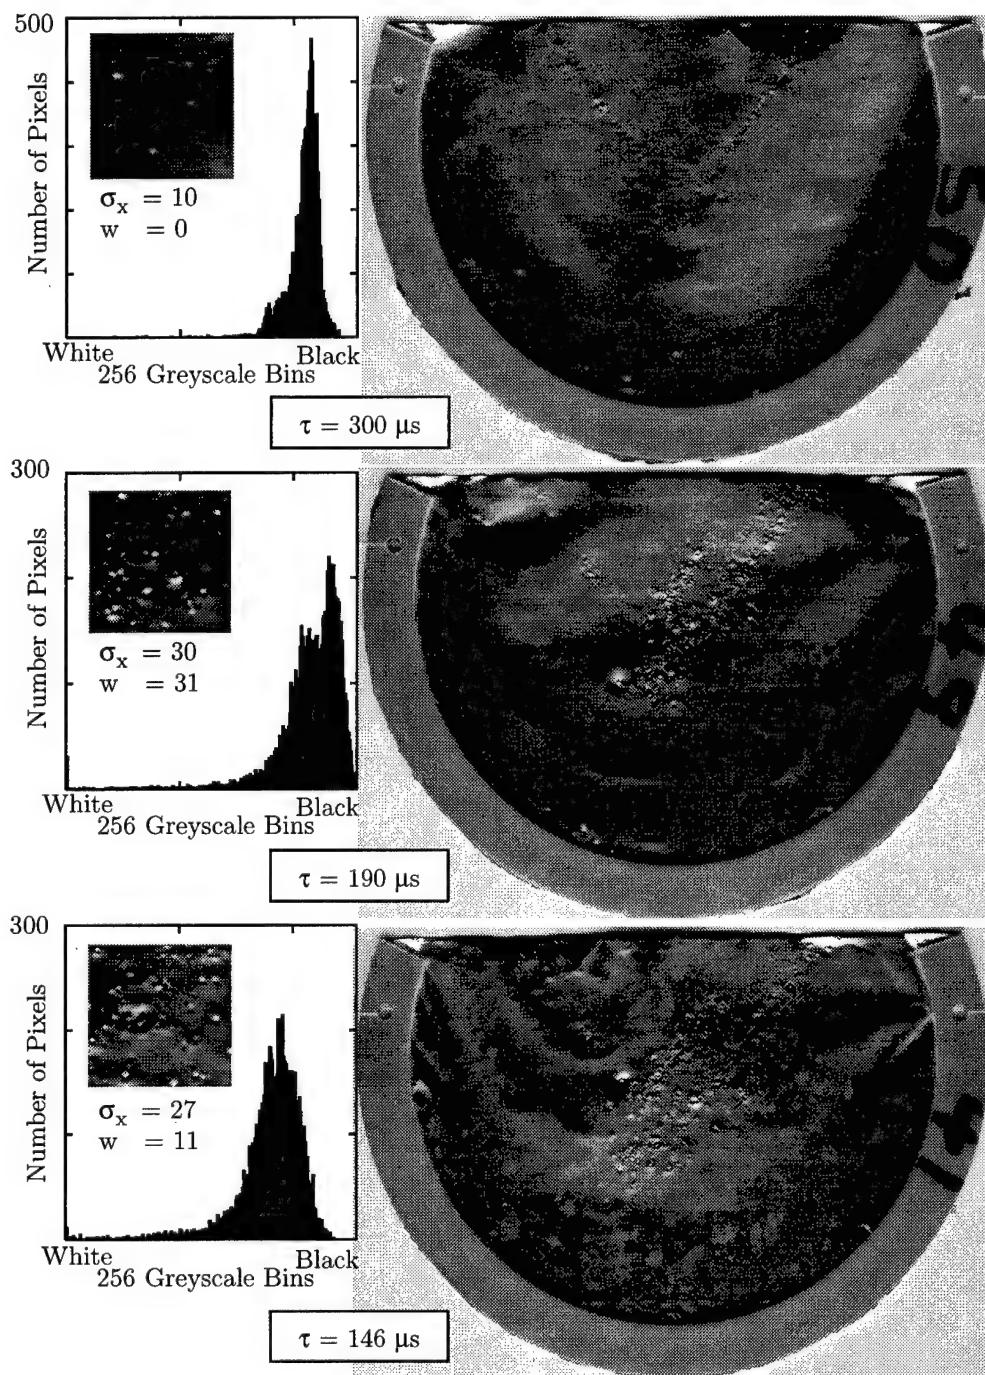 500
Number of Pixels
σx = 10
w = 0
White
Black
256 Greyscale Bins
τ = 300 μs
300
Number of Pixels
σx = 30
w = 31
White
Black
256 Greyscale Bins
τ = 190 μs
300
Number of Pixels
σx = 27
w = 11
White
Black
256 Greyscale Bins
τ = 146 μs